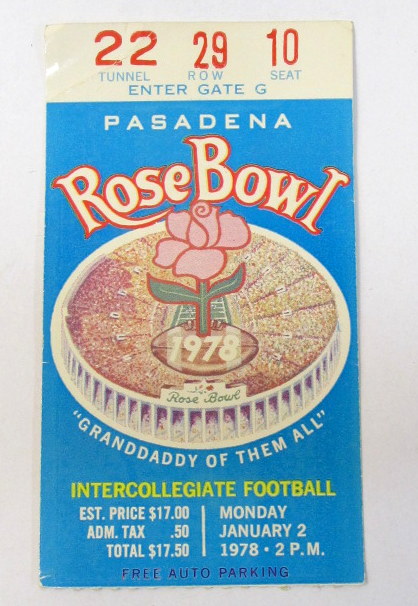 22 29 10
TUNNEL ROW SEAT
ENTER GATE G
PASADENA
Rose Bowl
1978
Rose Bowl
"GRANDDADDY OF THEM ALL"
INTERCOLLEGIATE FOOTBALL
EST. PRICE $17.00
ADM. TAX .50
TOTAL $17.50
MONDAY
JANUARY 2
1978 • 2 P.M.
FREE AUTO PARKING